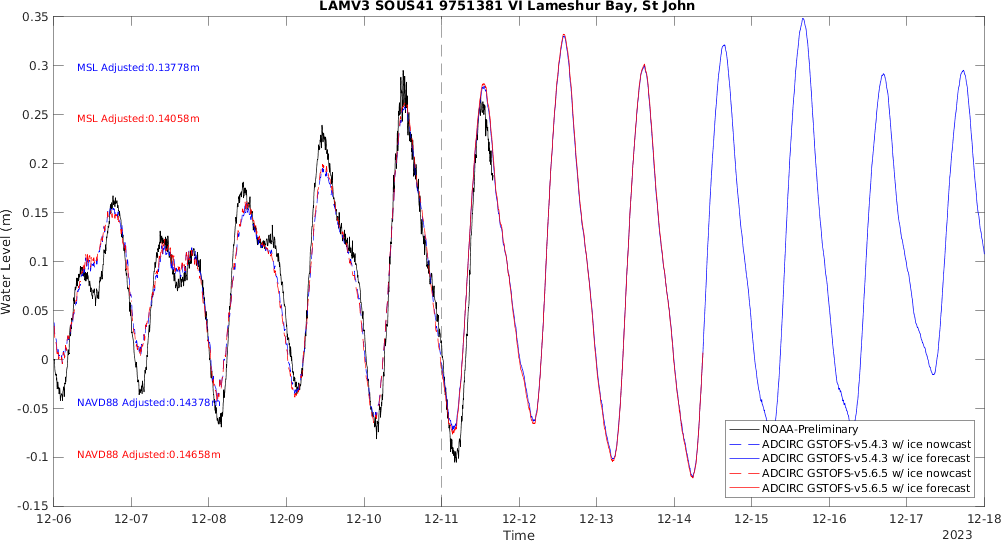 LAMV3 SOUS41 9751381 VI Lameshur Bay, St John
0.35
0.3
0.25
0.2
0.15
0.1
0.05
0
-0.05
-0.1
-0.15
Water Level (m)
MSL Adjusted:0.13778m
MSL Adjusted:0.14058m
NAVD88 Adjusted:0.14378m
NAVD88 Adjusted:0.14658m
NOAA-Preliminary
ADCIRC GSTOFS-v5.4.3 w/ ice nowcast
ADCIRC GSTOFS-v5.4.3 w/ ice forecast
ADCIRC GSTOFS-v5.6.5 w/ ice nowcast
ADCIRC GSTOFS-v5.6.5 w/ ice forecast
12-06 12-07 12-08 12-09 12-10 12-11 12-12 12-13 12-14 12-15 12-16 12-17 12-18
Time
2023